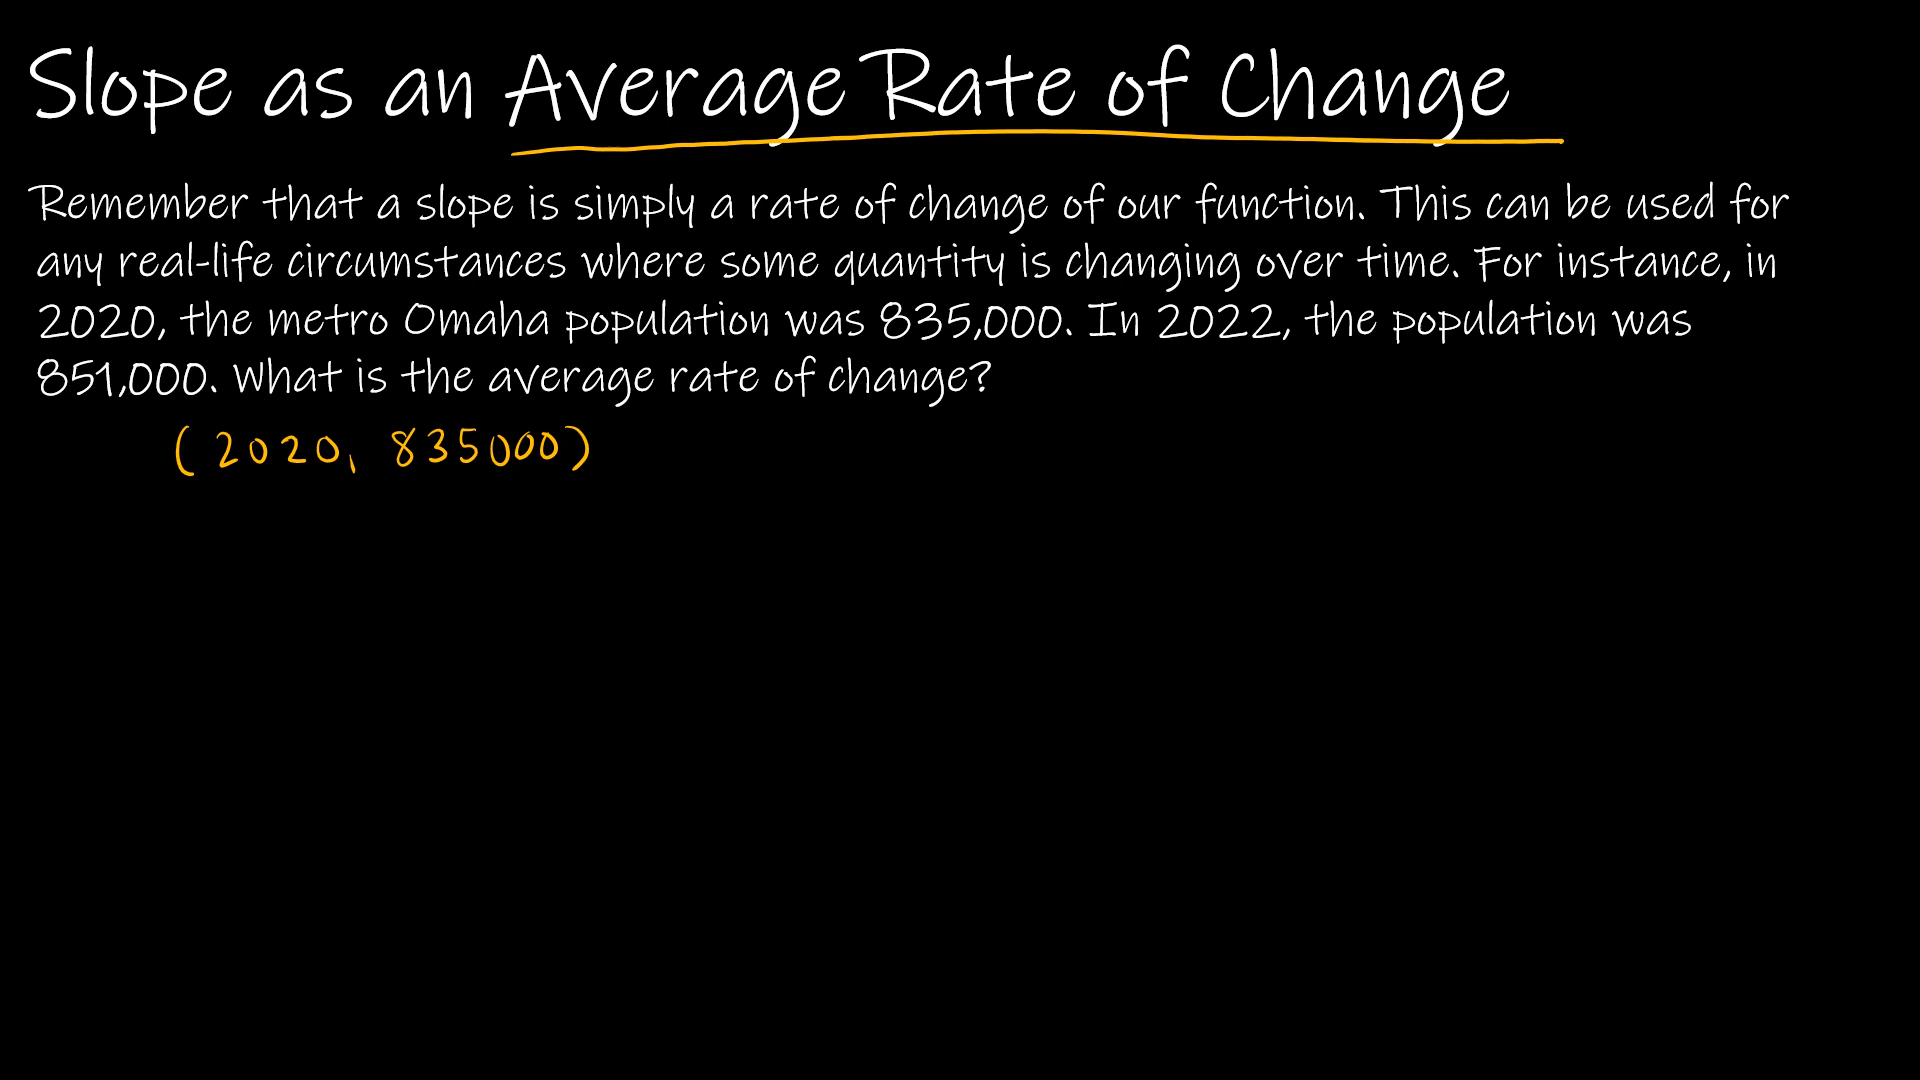 Slope as an Average Rate of Change
Remember that a slope is simply a rate of change of our function. This can be used for
any real-life circumstances where some quantity is changing over time. For instance, in
2020, the metro Omaha population was 835,000. In 2022, the population was
851,000. What is the average rate of change?
(2020, 835000)